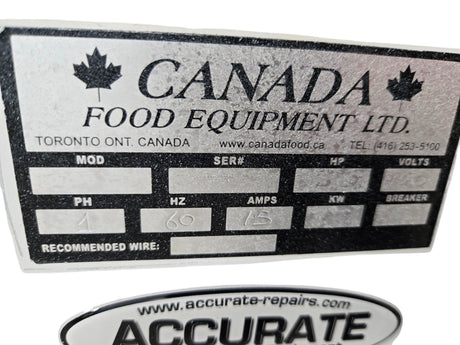 CANADA
FOOD EQUIPMENT LTD.
TORONTO ONT. CANADA www.canadafood.ca TEL: (416) 253-5100
MOD SER# HP VOLTS
PH HZ AMPS KW BREAKER
1 60 15
RECOMMENDED WIRE:
www.accurate-repairs.com
ACCURATE